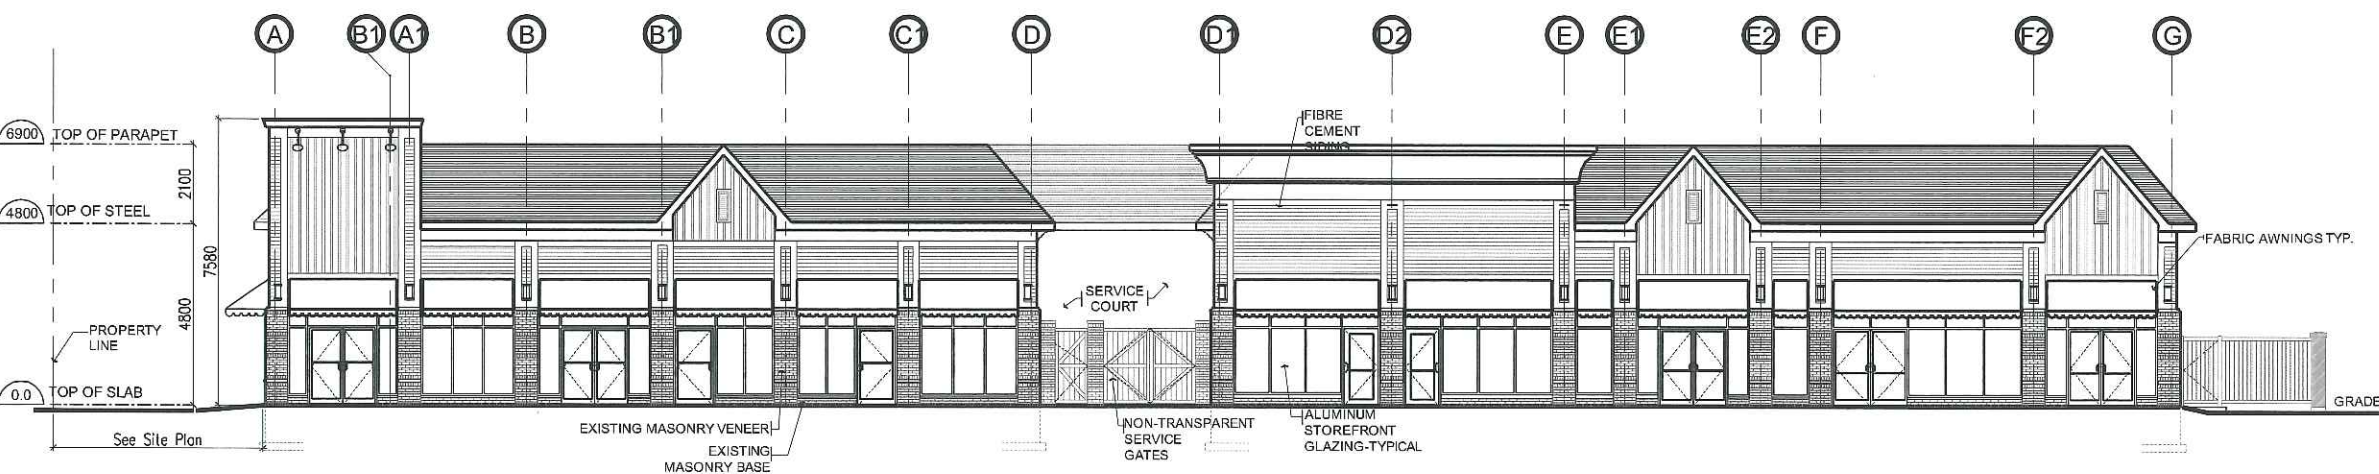 A B1 A1 B B1 C C1 D D1 D2 E E1 E2 F F2 G
6900 TOP OF PARAPET
FIBRE
CEMENT
SIDING
2100
4800 TOP OF STEEL
7580
FABRIC AWNINGS TYP.
SERVICE
COURT
4800
PROPERTY
LINE
0.0 TOP OF SLAB
GRADE
See Site Plan
EXISTING MASONRY VENEER
EXISTING
MASONRY BASE
NON-TRANSPARENT
SERVICE
GATES
ALUMINUM
STOREFRONT
GLAZING-TYPICAL